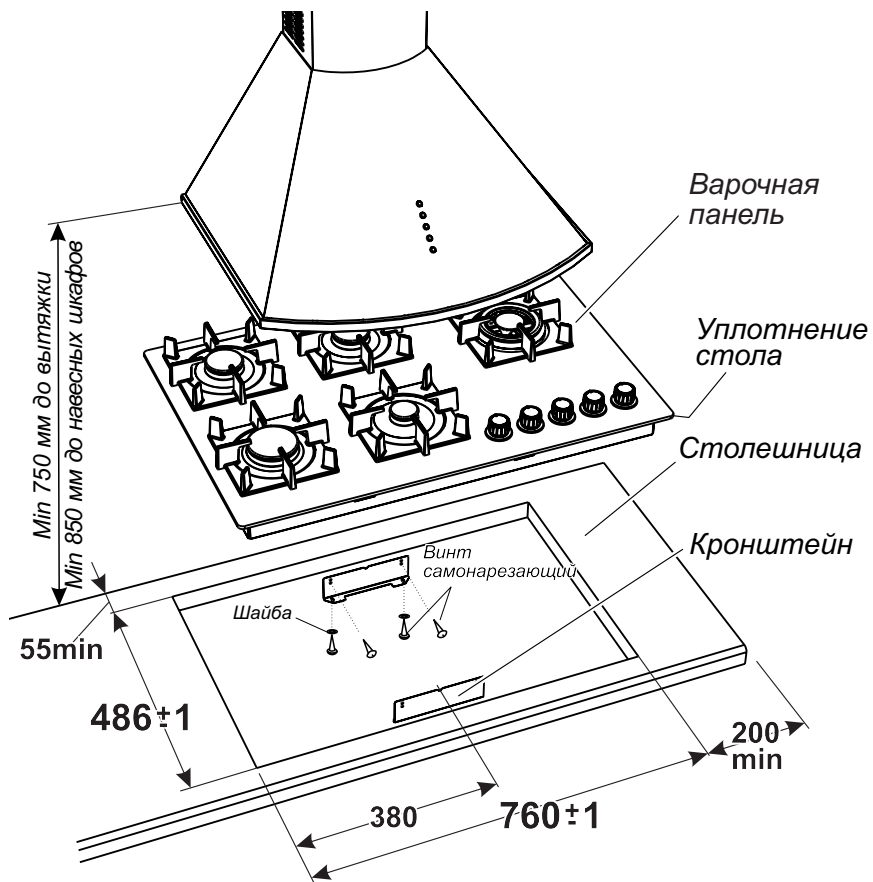 Варочная
панель
Min 750 мм до вытяжки
Min 850 мм до навесных шкафов
Уплотнение
стола
Столешница
Винт
самонарезающий
Кронштейн
Шайба
55min
486±1
200
min
380
760±1